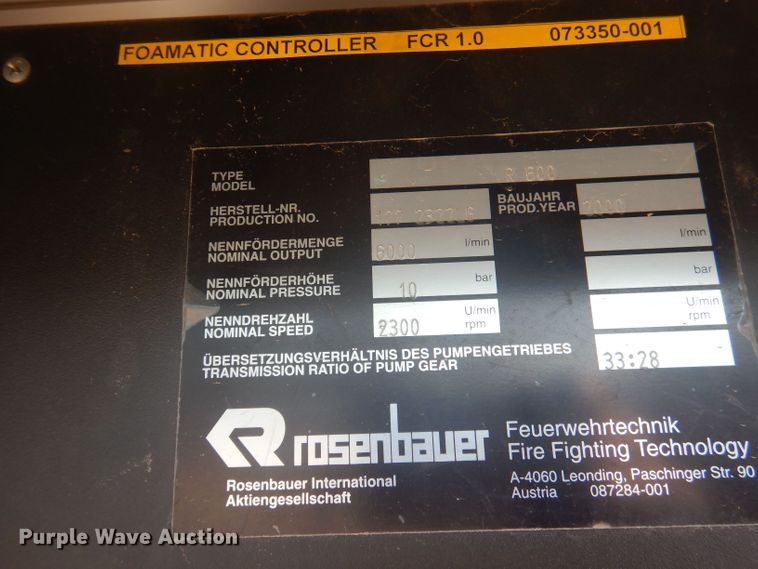 FOAMATIC CONTROLLER FCR 1.0 073350-001
TYPE
MODEL
R 600
HERSTELL-NR.
PRODUCTION NO.
BAUJAHR
PROD.YEAR
2000
NENNFÖRDERMENGE
NOMINAL OUTPUT
6000 l/min
l/min
NENNFÖRDERHÖHE
NOMINAL PRESSURE
10 bar
bar
NENNDREHZAHL
NOMINAL SPEED
2300 U/min
rpm
U/min
rpm
ÜBERSETZUNGSVERHÄLTNIS DES PUMPENGETRIEBES
TRANSMISSION RATIO OF PUMP GEAR
33:28
R rosenbauer
Rosenbauer International
Aktiengesellschaft
Feuerwehrtechnik
Fire Fighting Technology
A-4060 Leonding, Paschinger Str. 90
Austria 087284-001
Purple Wave Auction